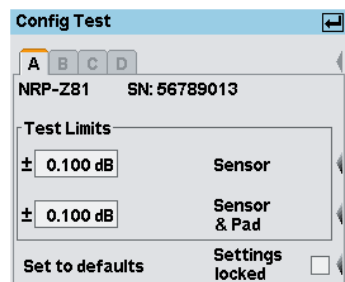 Config Test
A B C D
NRP-Z81 SN: 56789013
Test Limits
± 0.100 dB Sensor
± 0.100 dB Sensor
& Pad
Set to defaults Settings
locked